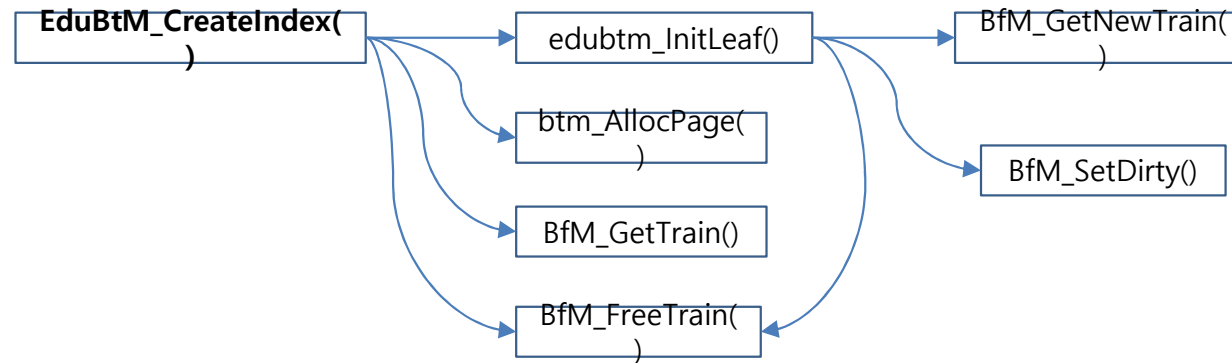 EduBtM_CreateIndex(
)
edubtm_InitLeaf()
BfM_GetNewTrain(
)
btm_AllocPage(
)
BfM_SetDirty()
BfM_GetTrain()
BfM_FreeTrain(
)